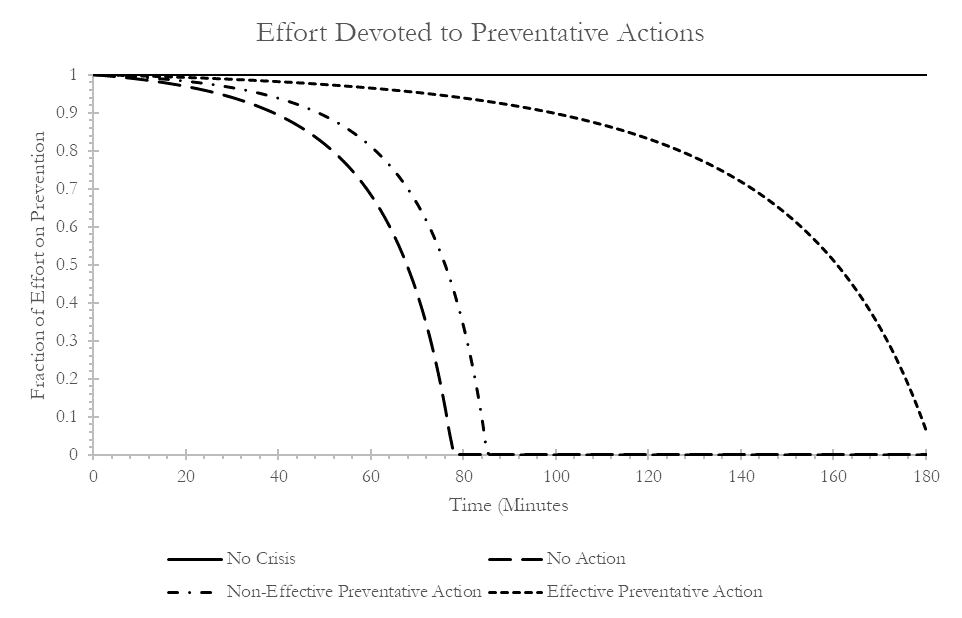 Effort Devoted to Preventative Actions
Fraction of Effort on Prevention
1
0.9
0.8
0.7
0.6
0.5
0.4
0.3
0.2
0.1
0
0 20 40 60 80 100 120 140 160 180
Time (Minutes
No Crisis No Action
Non-Effective Preventative Action Effective Preventative Action